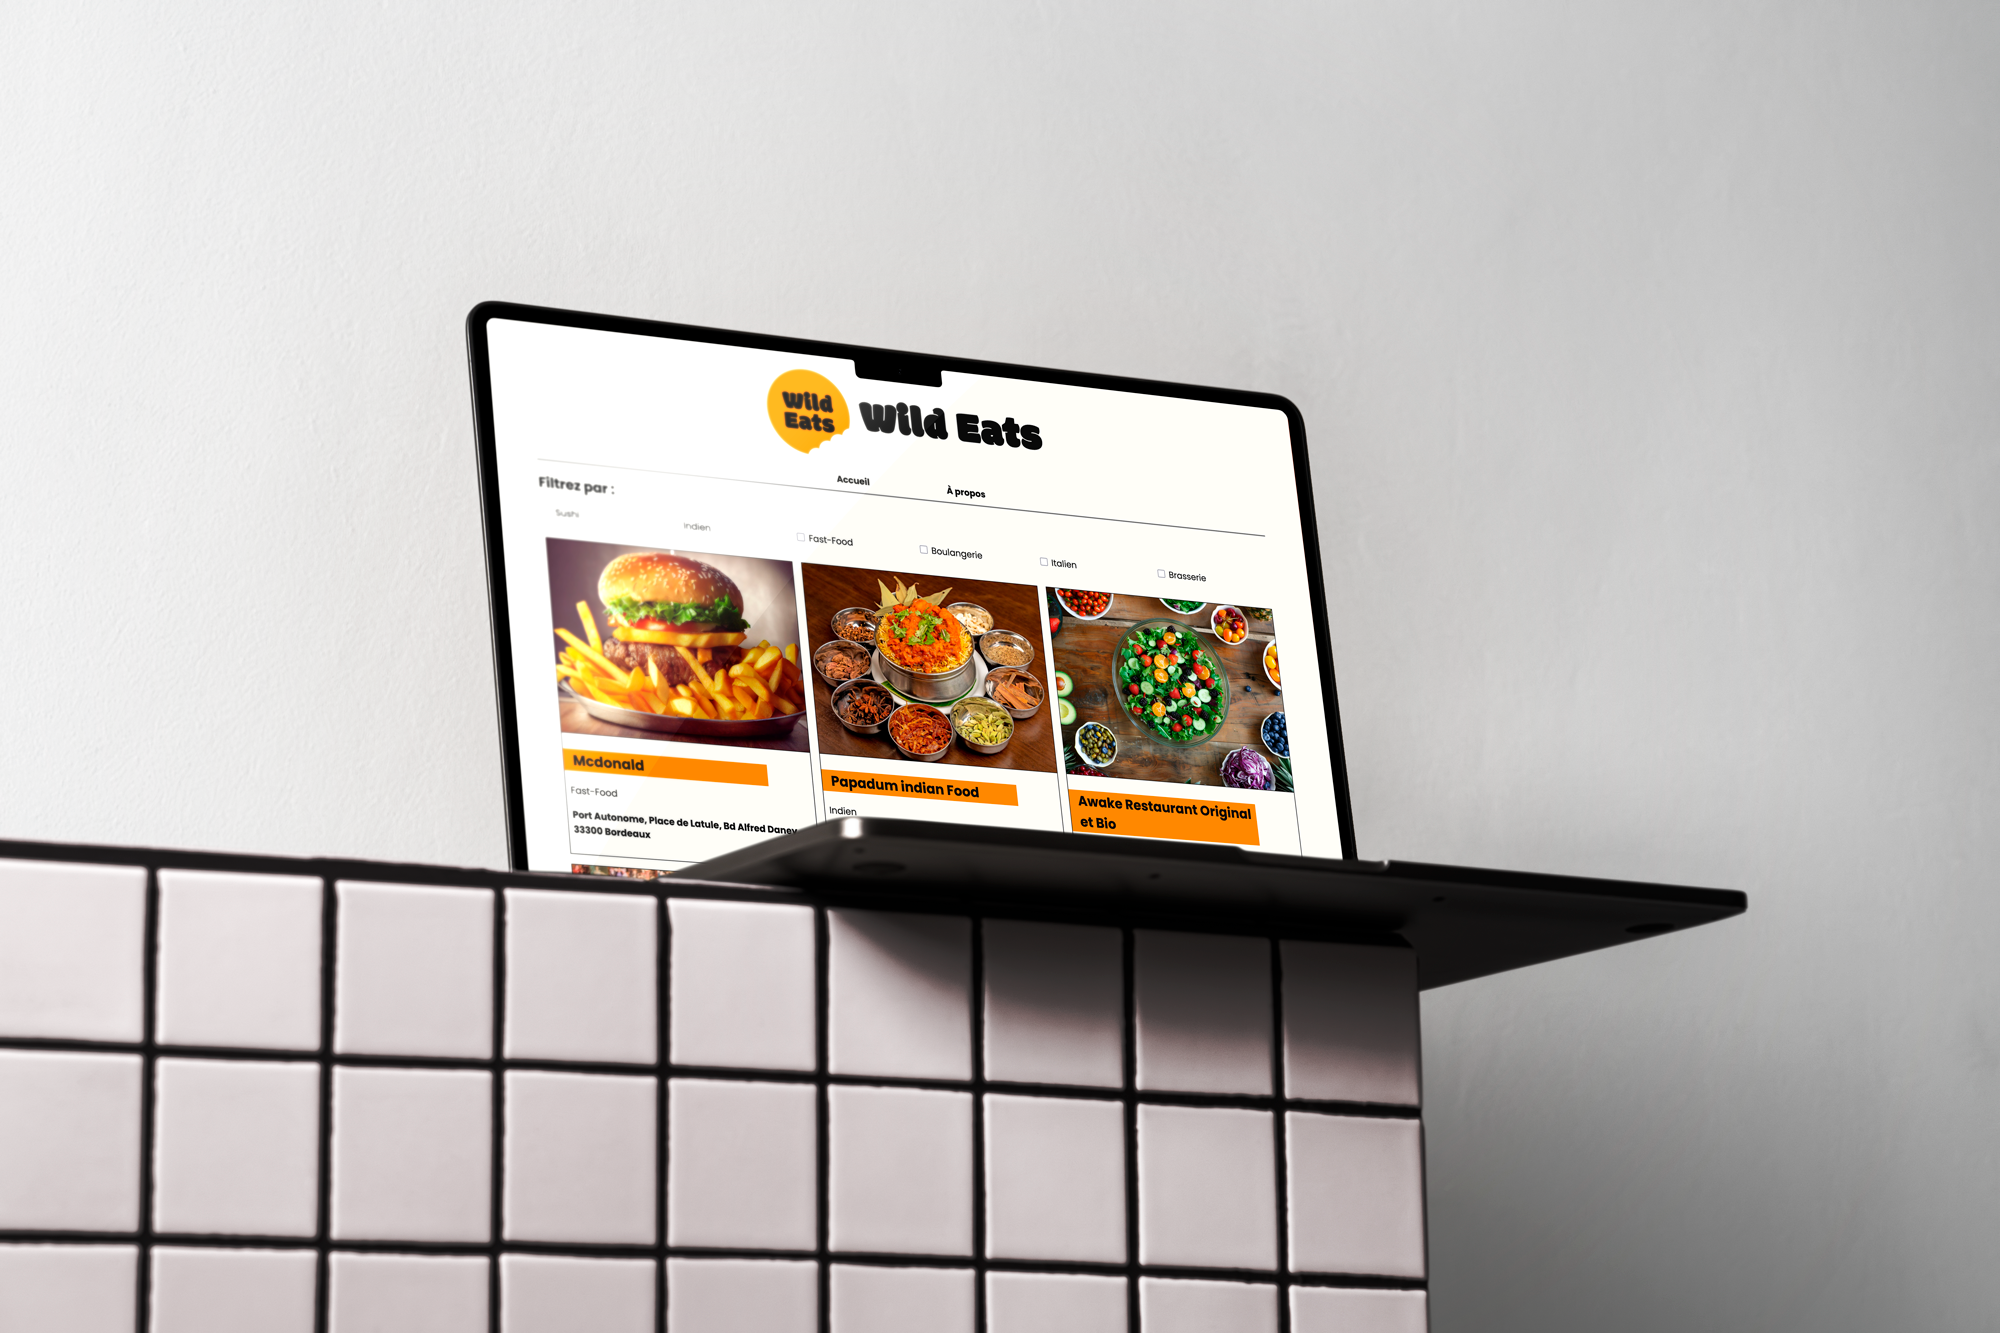 Wild
Eats
Wild Eats
Accueil
À propos
Filtrez par :
Sushi
Indien
Fast-Food
Boulangerie
Italien
Brasserie
Mcdonald
Fast-Food
Port Autonome, Place de Latule, Bd Alfred Daney
33300 Bordeaux
Papadum indian Food
Indien
Awake Restaurant Original
et Bio